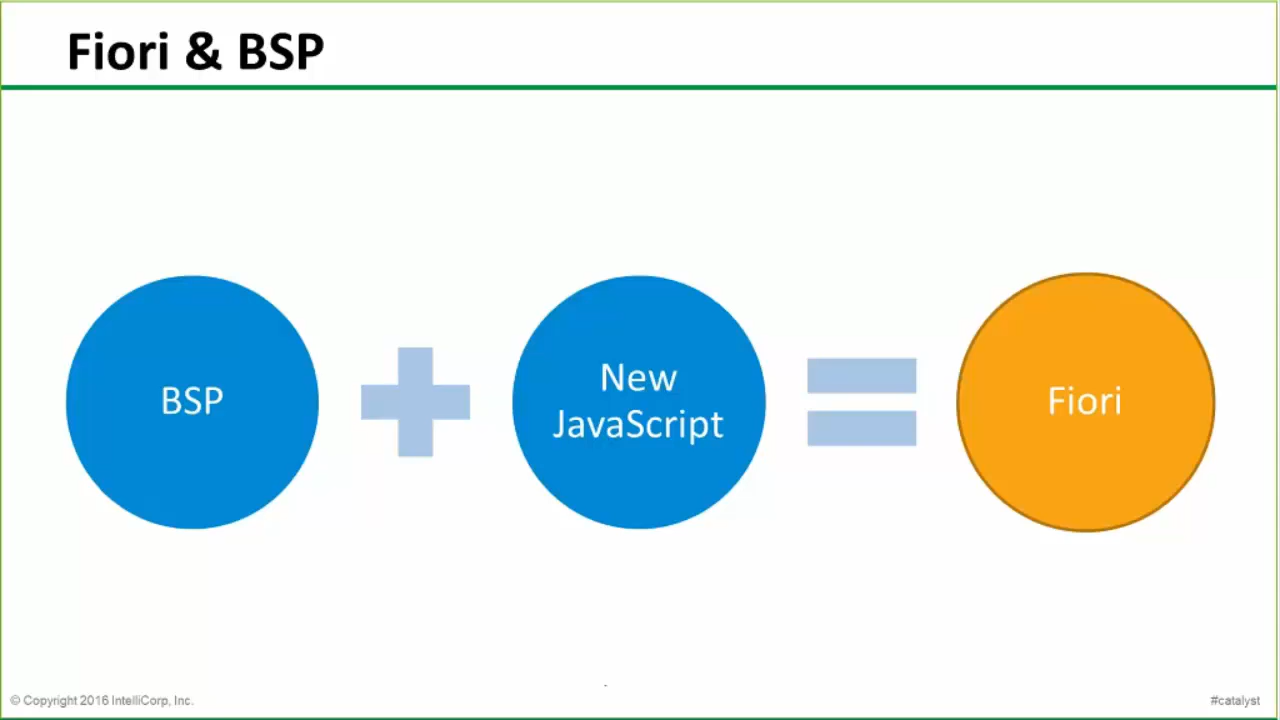 Fiori & BSP
BSP
New
JavaScript
Fiori
© Copyright 2016 IntelliCorp, Inc.
#catalyst